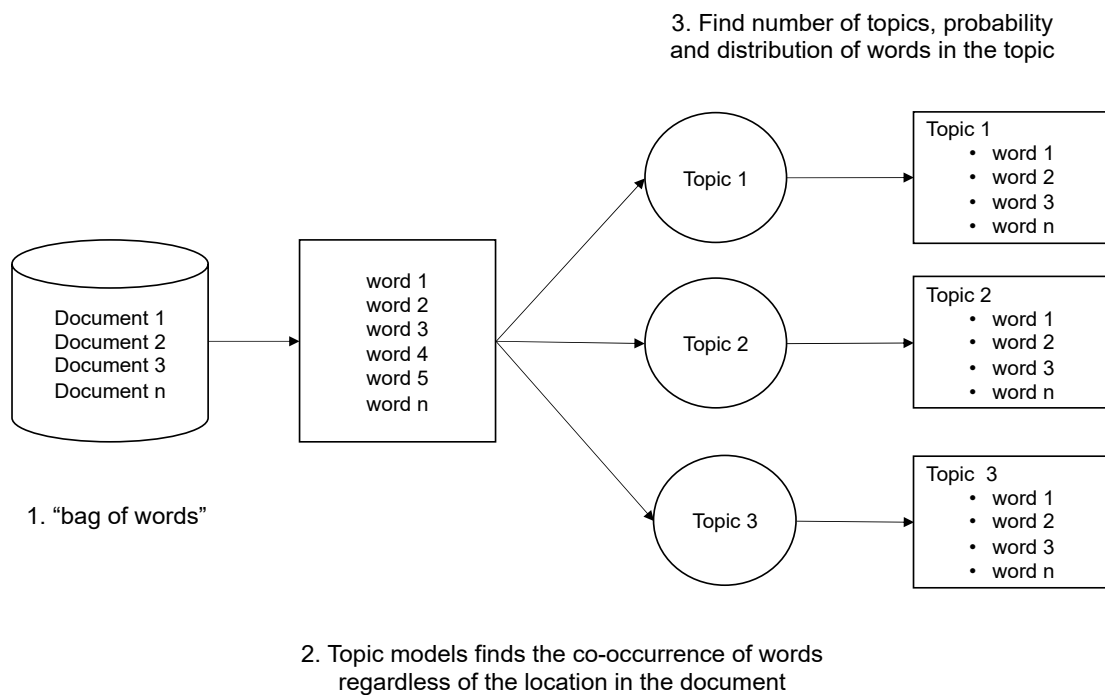 3. Find number of topics, probability
and distribution of words in the topic
Document 1
Document 2
Document 3
Document n
1. “bag of words”
word 1
word 2
word 3
word 4
word 5
word n
Topic 1
Topic 2
Topic 3
Topic 1
• word 1
• word 2
• word 3
• word n
Topic 2
• word 1
• word 2
• word 3
• word n
Topic 3
• word 1
• word 2
• word 3
• word n
2. Topic models finds the co-occurrence of words
regardless of the location in the document